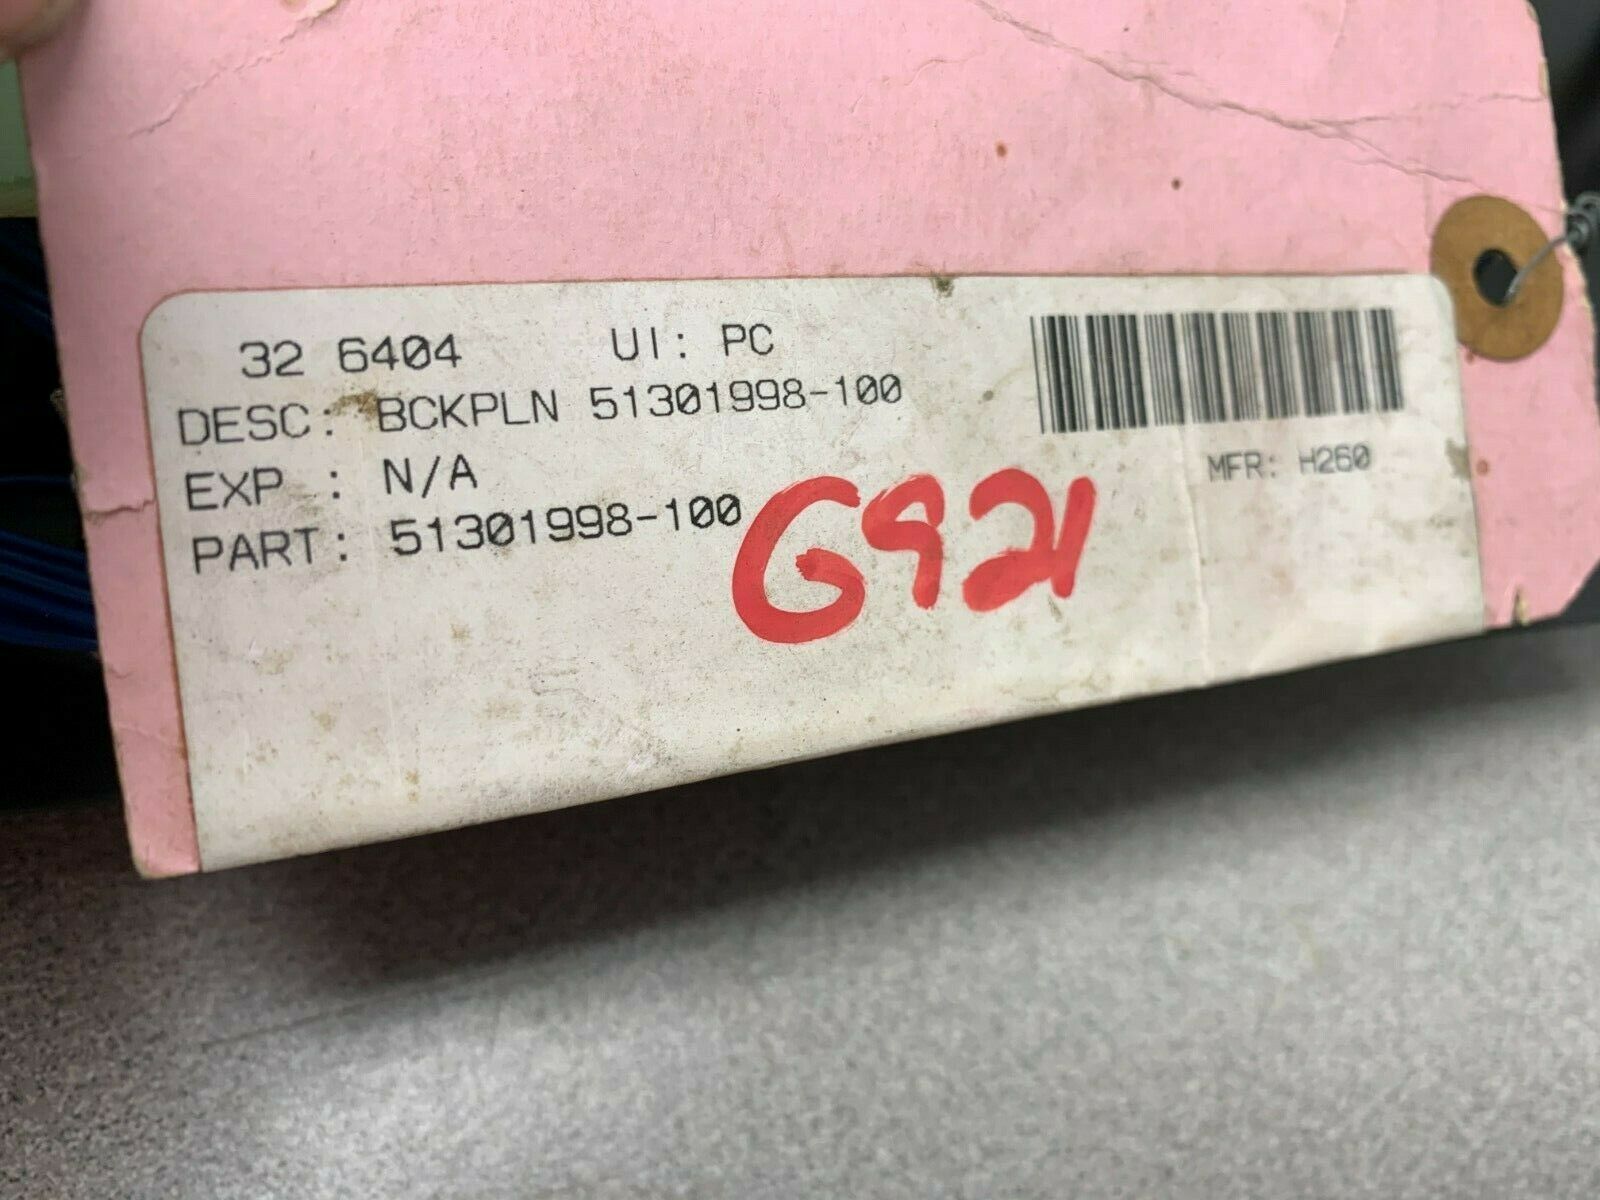 32 6404 UI: PC
DESC: BCKPLN 51301998-100
EXP : N/A
MFR: H260
PART: 51301998-100
G921